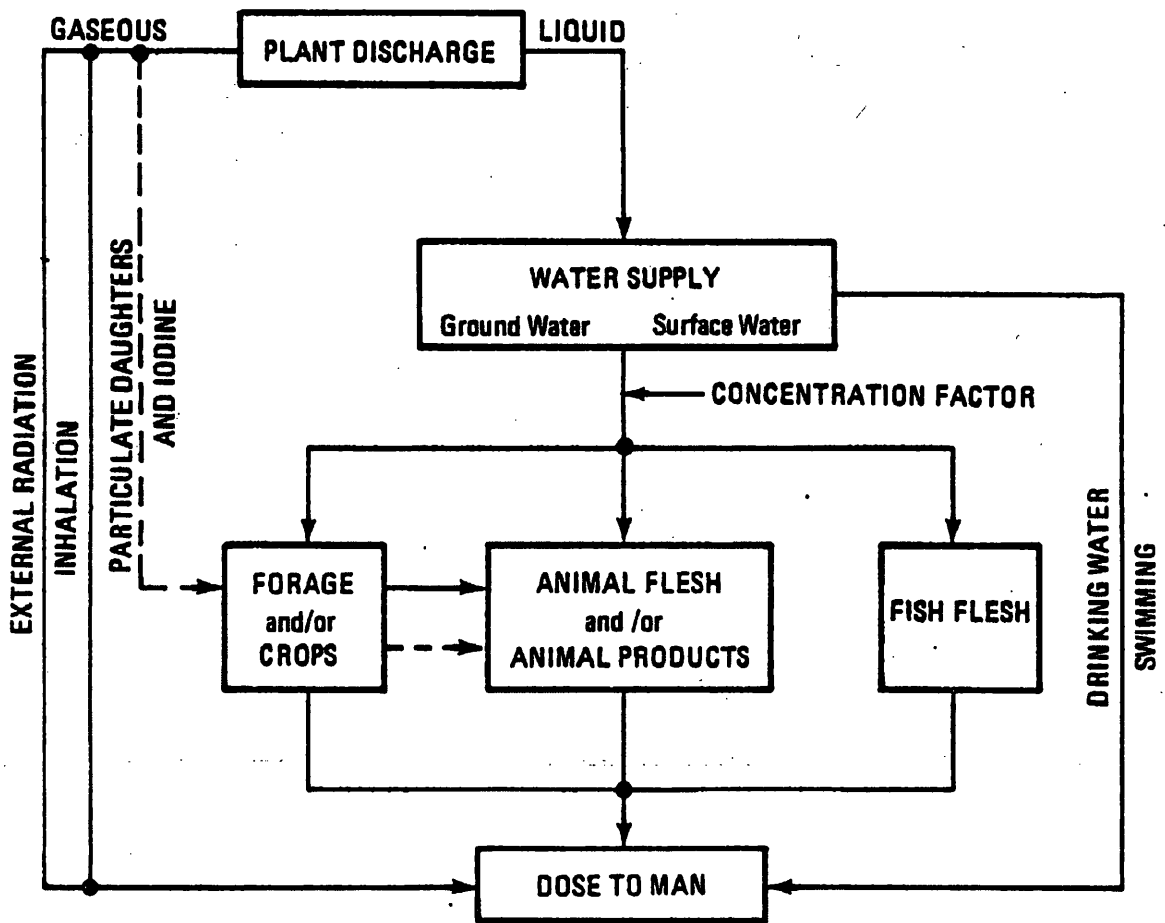 GASEOUS
PLANT DISCHARGE
LIQUID
WATER SUPPLY
Ground Water Surface Water
CONCENTRATION FACTOR
EXTERNAL RADIATION
INHALATION
PARTICULATE DAUGHTERS
AND IODINE
FORAGE
and/or
CROPS
ANIMAL FLESH
and /or
ANIMAL PRODUCTS
FISH FLESH
DRINKING WATER
SWIMMING
DOSE TO MAN